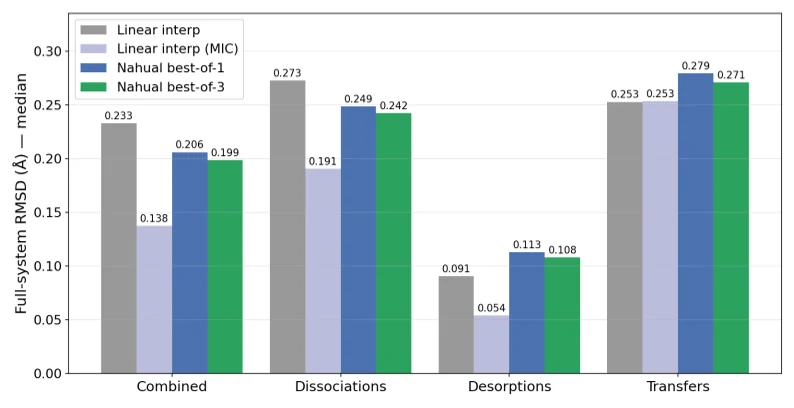 Linear interp
Linear interp (MIC)
Nahual best-of-1
Nahual best-of-3
Full-system RMSD (Å) — median
0.30
0.25
0.20
0.15
0.10
0.05
0.00
0.233
0.138
0.206
0.199
0.273
0.191
0.249
0.242
0.091
0.054
0.113
0.108
0.253
0.253
0.279
0.271
Combined
Dissociations
Desorptions
Transfers